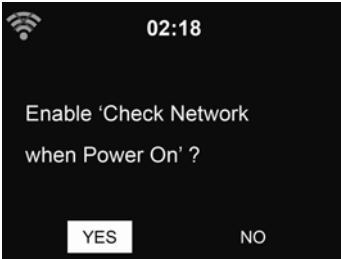 02:18
Enable ‘Check Network
when Power On’ ?
YES NO